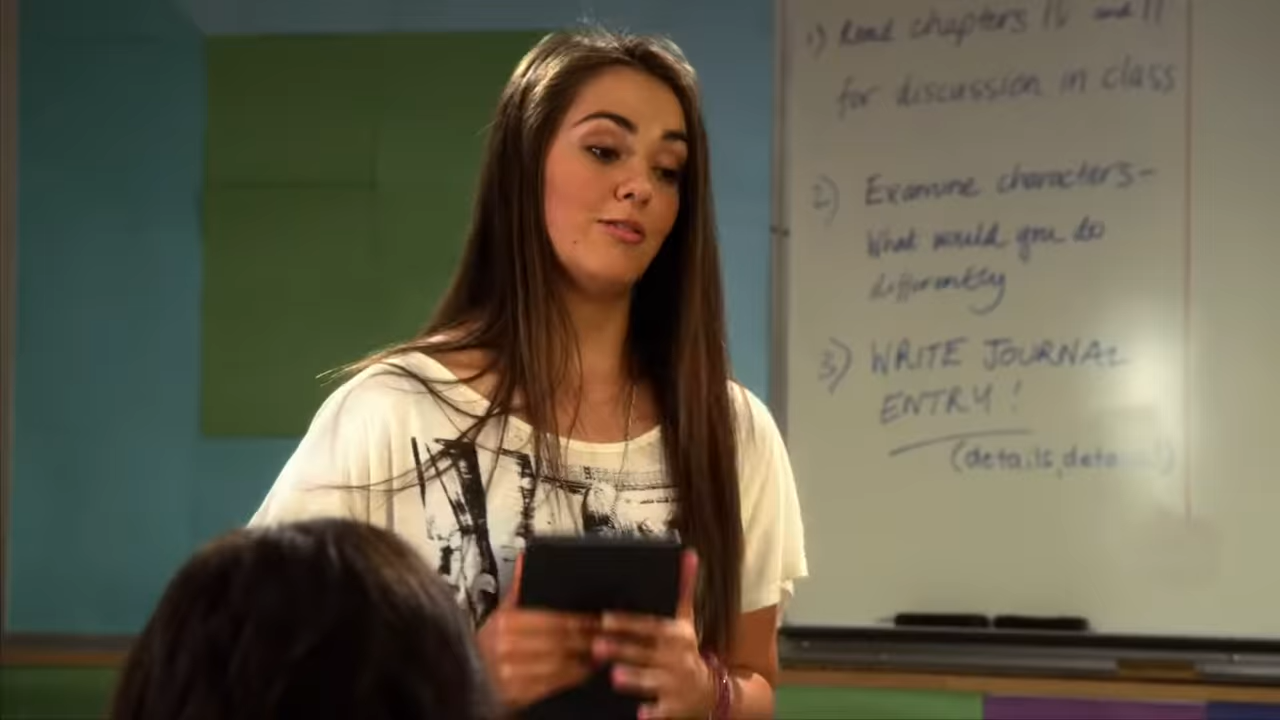 1) Read chapters 16 and 17
for discussion in class
2) Examine characters-
What would you do
differently
3) WRITE JOURNAL
ENTRY!
(details,